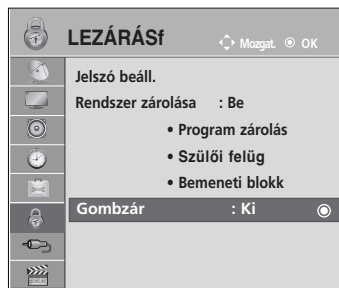 LEZÁRÁSf Mozgat. OK
Jelszó beáll.
Rendszer zárolása : Be
• Program zárolás
• Szülői felüg
• Bemeneti blokk
Gombzár : Ki